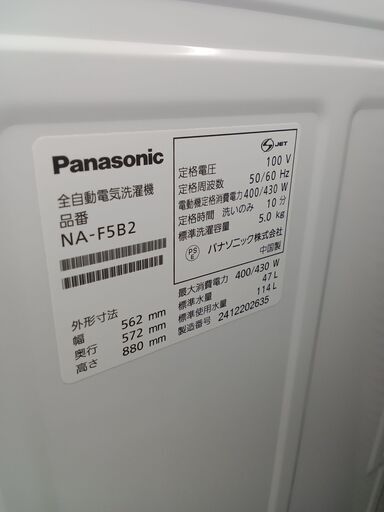 Panasonic
全自動電気洗濯機
品番
NA-F5B2
外形寸法
幅 562 mm
奥行 572 mm
高さ 880 mm
JET
定格電圧 100 V
定格周波数 50/60 Hz
電動機定格消費電力 400/430 W
定格時間 洗いのみ 10 分
標準洗濯容量 5.0 kg
PS
E
パナソニック株式会社
中国製
最大消費電力 400/430 W
標準水量 47 L
標準使用水量 114 L
製造番号 2412202635